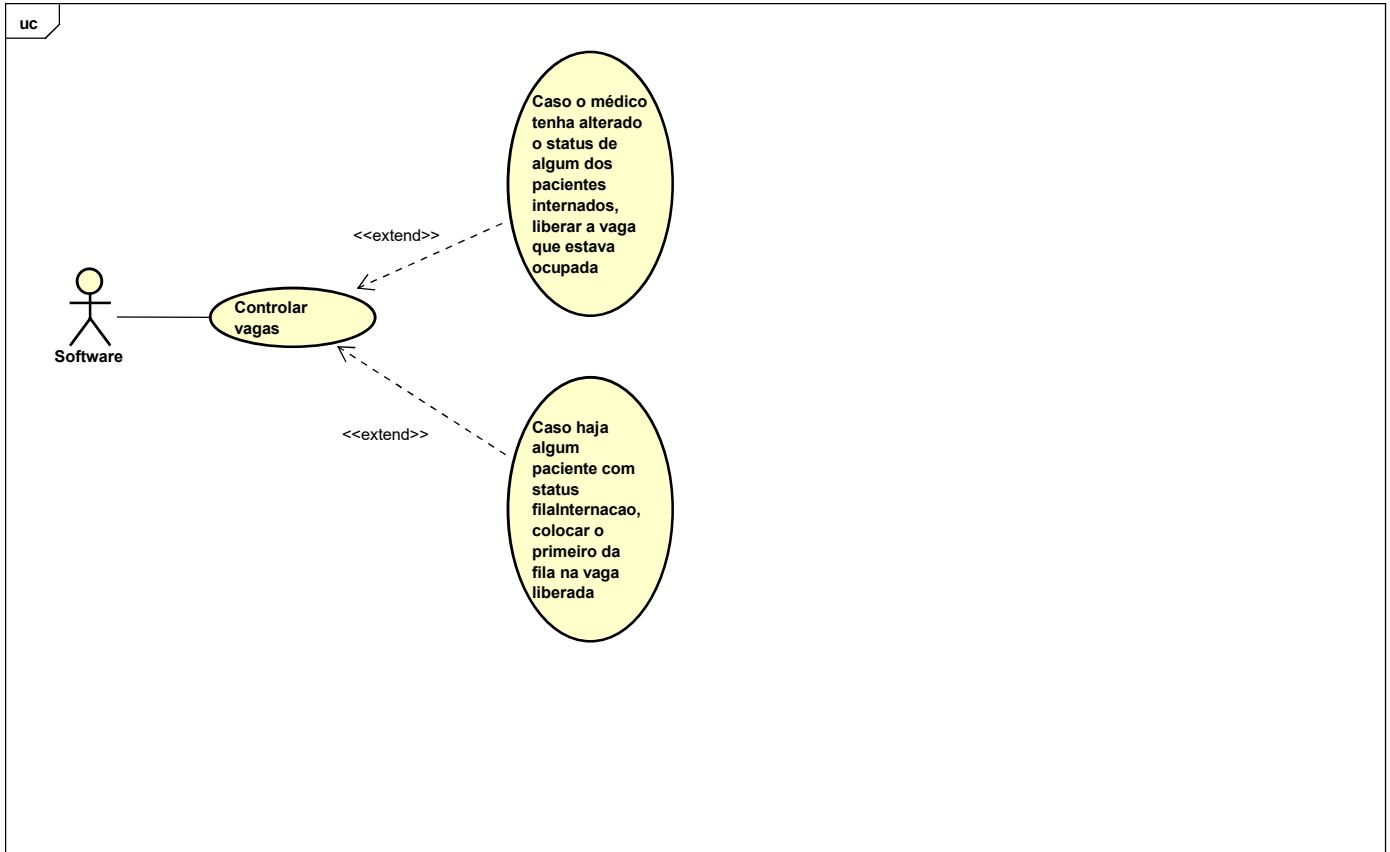 uc
Caso o médico
tenha alterado
o status de
algum dos
pacientes
internados,
liberar a vaga
que estava
ocupada
<<extend>>
Controlar
vagas
Software
<<extend>>
Caso haja
algum
paciente com
status
filaInternacao,
colocar o
primeiro da
fila na vaga
liberada